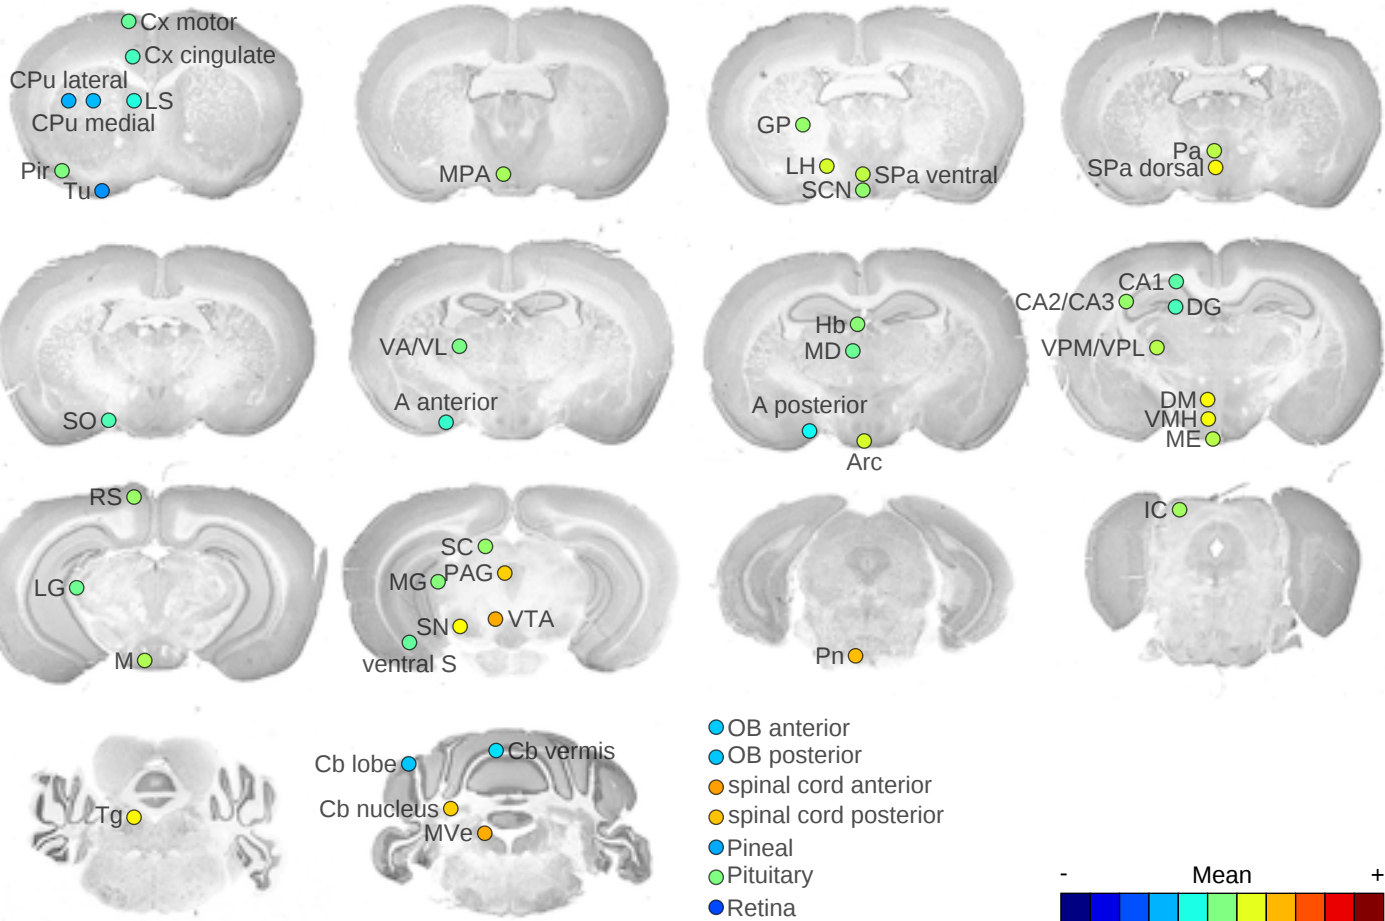 Cx motor
Cx cingulate
CPu lateral
LS
CPu medial
Pir
Tu
MPA
GP
LH
SPa ventral
SCN
Pa
SPa dorsal
SO
VA/VL
A anterior
Hb
MD
A posterior
Arc
CA1
CA2/CA3
DG
VPM/VPL
DM
VMH
ME
RS
LG
M
SC
PAG
MG
VTA
SN
ventral S
Pn
IC
Tg
Cb vermis
Cb lobe
Cb nucleus
MVe
OB anterior
OB posterior
spinal cord anterior
spinal cord posterior
Pineal
Pituitary
Retina
- Mean +